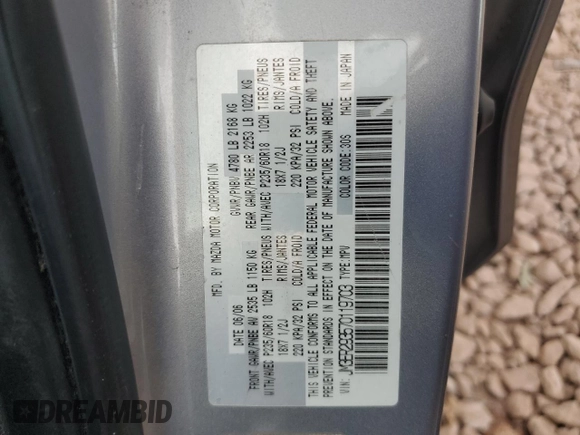 MFD. BY MAZDA MOTOR CORPORATION
DATE 06/06 GVWR/PNBV 4780 LB 2168 KG
FRONT GAWR/PNBE AV 2535 LB 1150 KG REAR GAWR/PNBE AR 2253 LB 1022 KG
WITH/AVEC P235/60R18 102H TIRES/PNEUS WITH/AVEC P235/60R18 102H TIRES/PNEUS
18X7 1/2J RIMS/JANTES 18X7 1/2J RIMS/JANTES
220 KPA/32 PSI COLD/A FROID 220 KPA/32 PSI COLD/A FROID
THIS VEHICLE CONFORMS TO ALL APPLICABLE FEDERAL MOTOR VEHICLE SAFETY AND THEFT
PREVENTION STANDARDS IN EFFECT ON THE DATE OF MANUFACTURE SHOWN ABOVE.
VIN: TYPE:MPV COLOR CODE:30S MADE IN JAPAN
DREAMBID